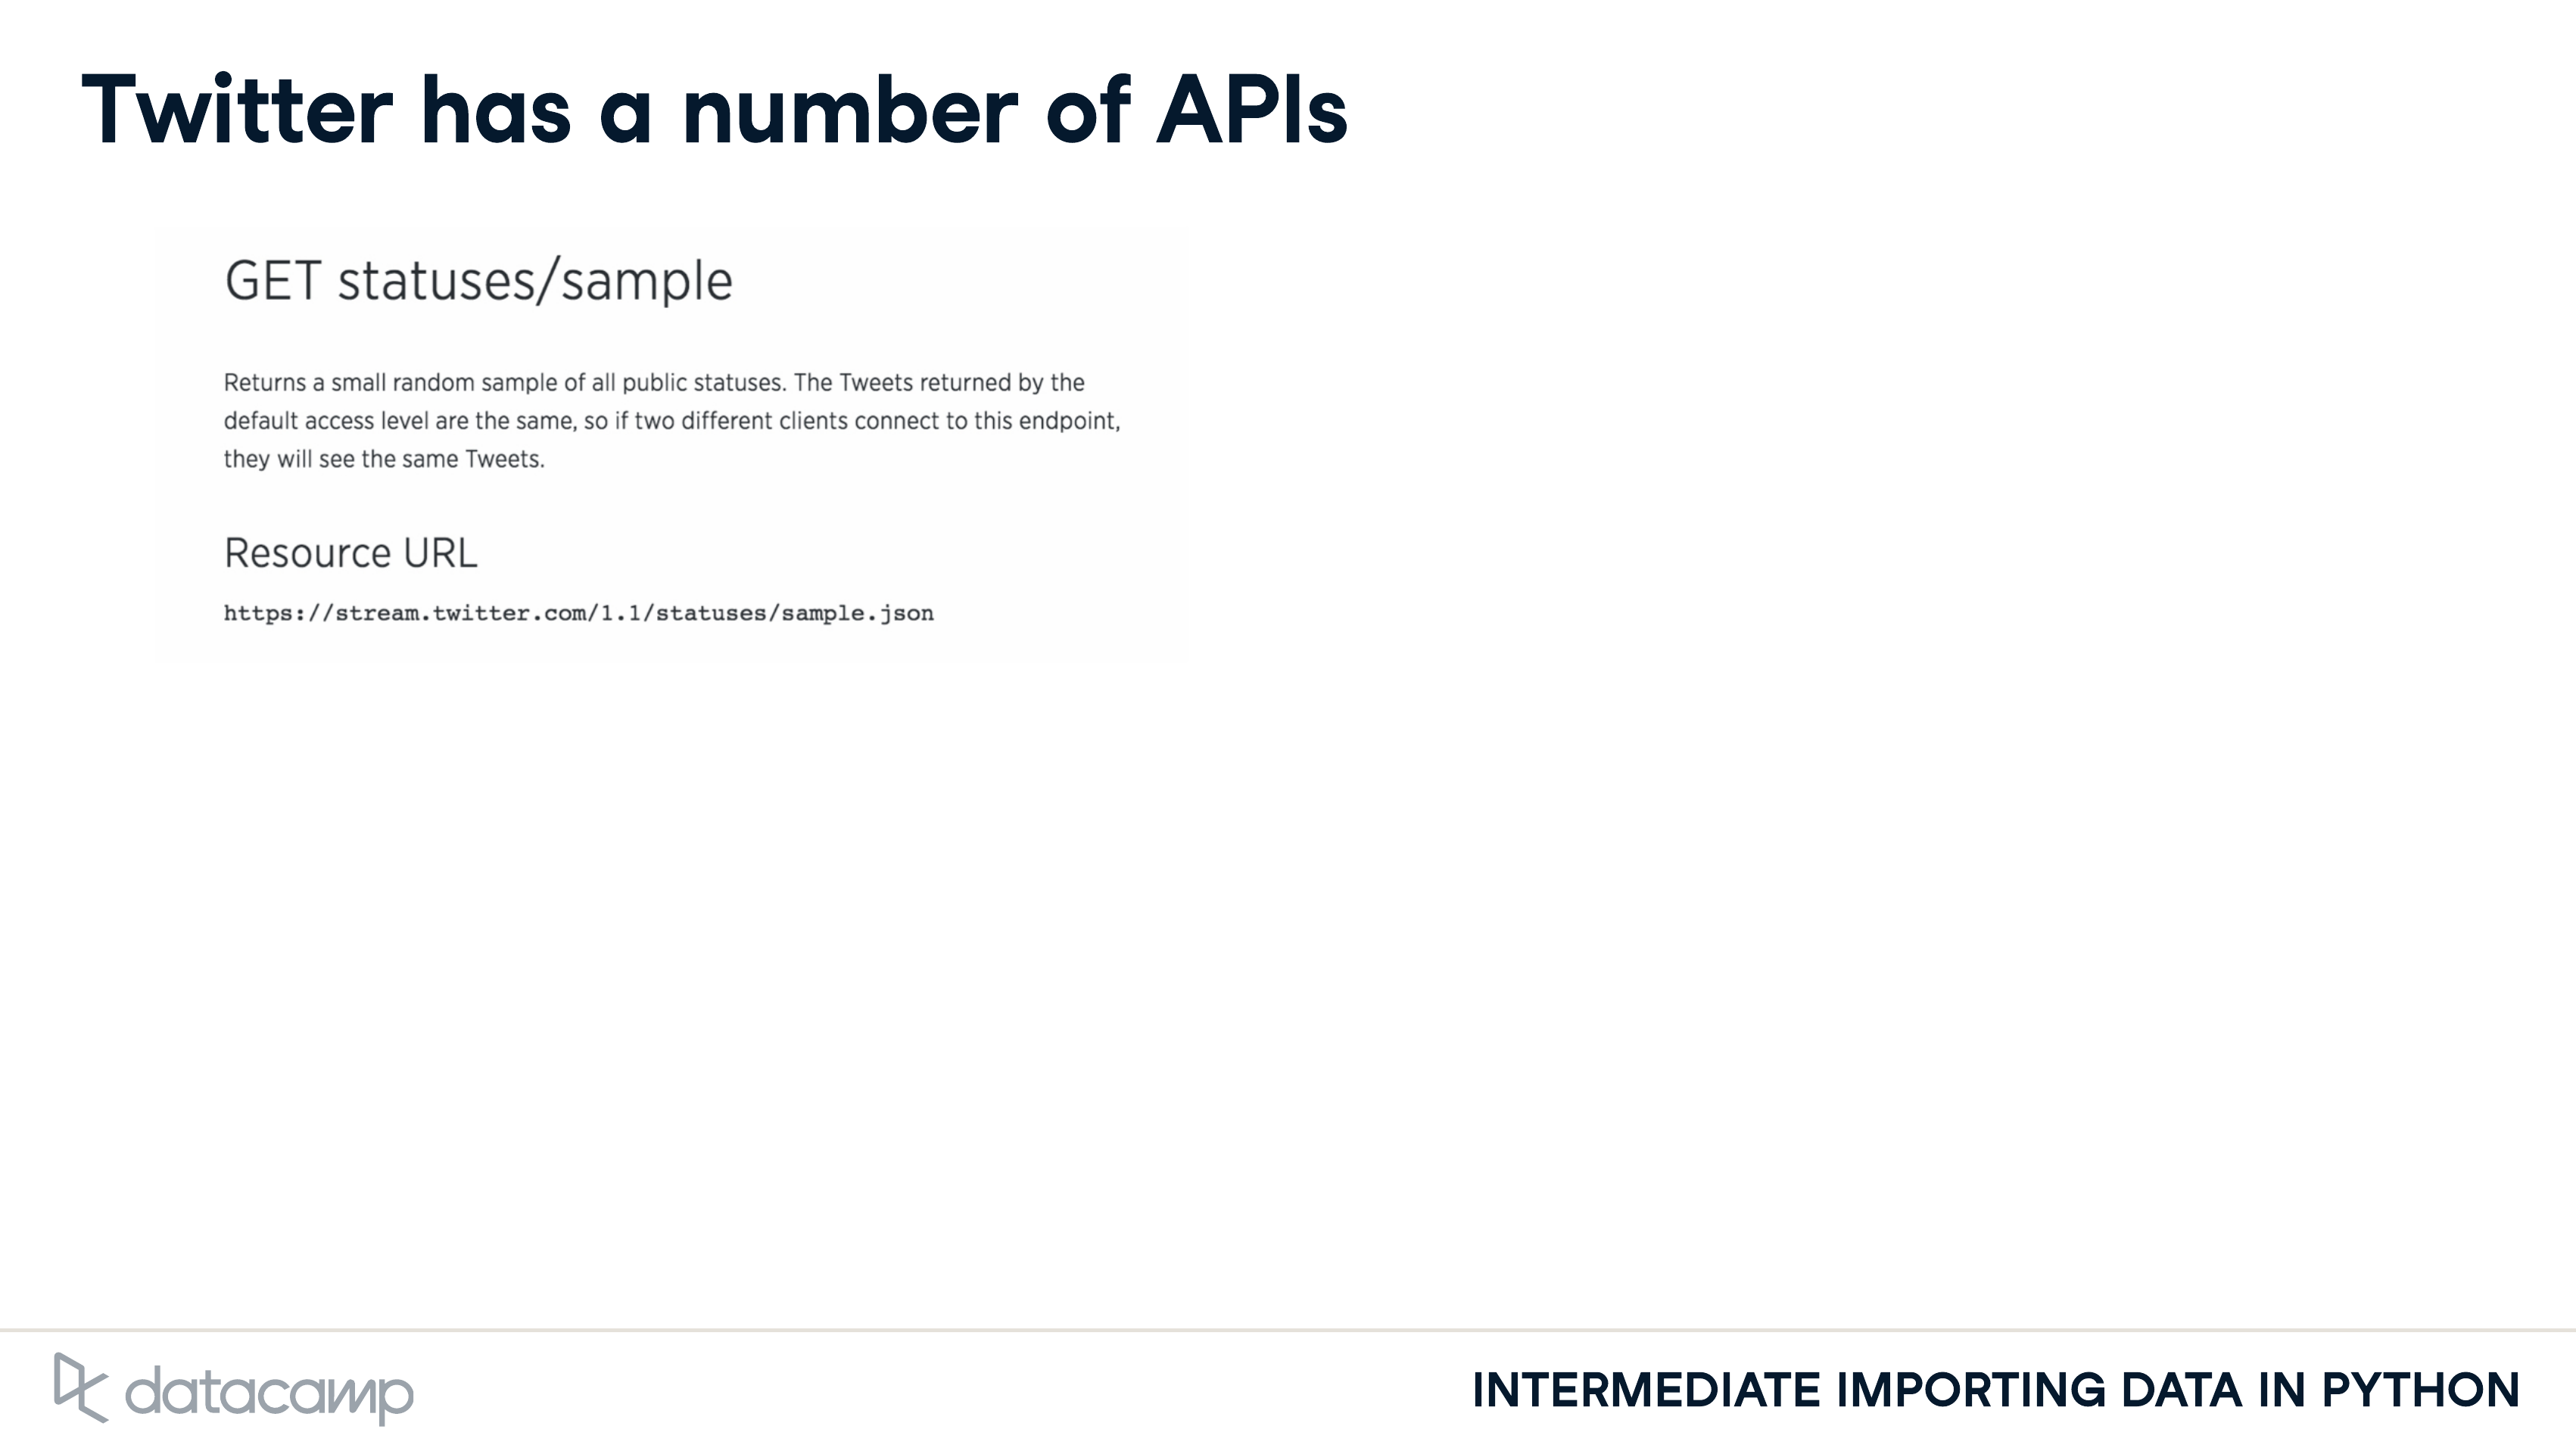 Twitter has a number of APIs
GET statuses/sample
Returns a small random sample of all public statuses. The Tweets returned by the
default access level are the same, so if two different clients connect to this endpoint,
they will see the same Tweets.
Resource URL
https://stream.twitter.com/1.1/statuses/sample.json
datacamp
INTERMEDIATE IMPORTING DATA IN PYTHON